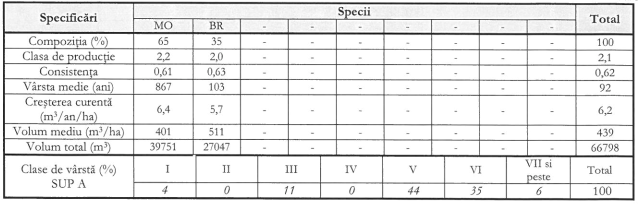 Specificări Specii Total
MO BR - - - - - - -
Compoziția (%) 65 35 - - - - - - - 100
Clasa de producție 2,2 2,0 - - - - - - - 2,1
Consistența 0,61 0,63 - - - - - - - 0,62
Vârsta medie (ani) 867 103 - - - - - - - 92
Creșterea curentă
(m³/an/ha) 6,4 5,7 - - - - - - - 6,2
Volum mediu (m³/ha) 401 511 - - - - - - - 439
Volum total (m³) 39751 27047 - - - - - - - 66798
Clase de vârstă (%)
SUP A I II III IV V VI VII si
peste Total
4 0 11 0 44 35 6 100